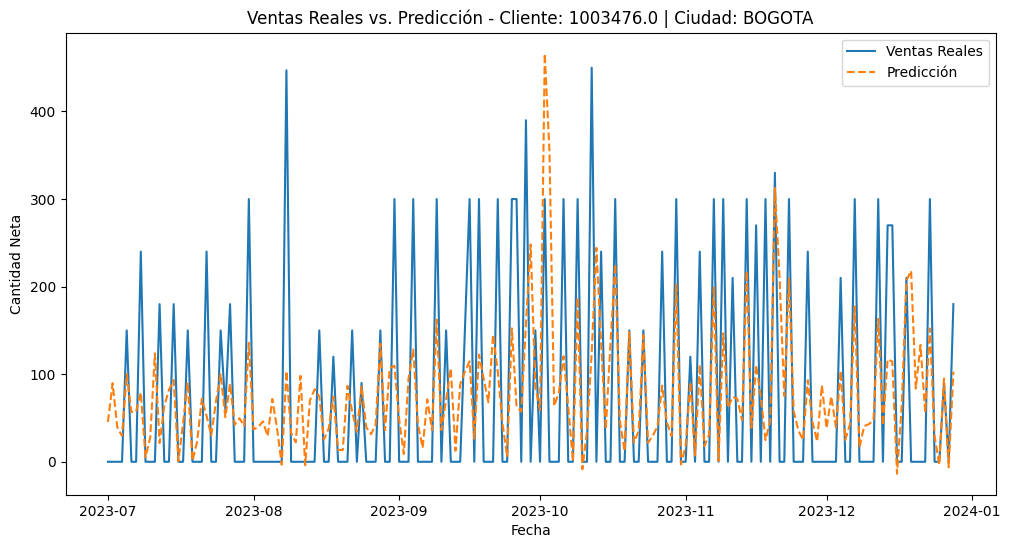 Ventas Reales vs. Predicción - Cliente: 1003476.0 | Ciudad: BOGOTA
Ventas Reales
Predicción
Cantidad Neta
400
300
200
100
0
2023-07
2023-08
2023-09
2023-10
2023-11
2023-12
2024-01
Fecha